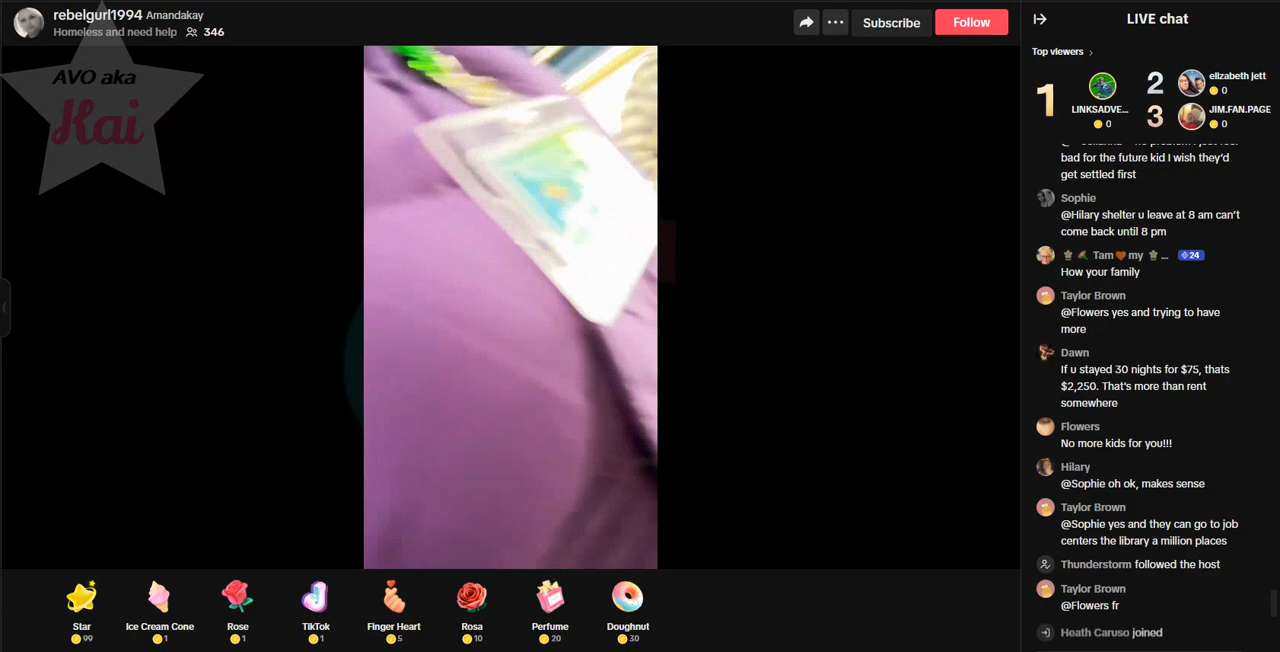 rebelgurl1994 Amandakay
Homeless and need help 346
Subscribe
Follow
AVO aka
Kai
LIVE chat
Top viewers
1
LINKSADVE...
0
2
elizabeth jett
0
3
JIM.FAN.PAGE
0
bad for the future kid I wish they'd
get settled first
Sophie
@Hilary shelter u leave at 8 am can't
come back until 8 pm
Tam🧡my ... 24
How your family
Taylor Brown
@Flowers yes and trying to have
more
Dawn
If u stayed 30 nights for $75, thats
$2,250. That's more than rent
somewhere
Flowers
No more kids for you!!!
Hilary
@Sophie oh ok, makes sense
Taylor Brown
@Sophie yes and they can go to job
centers the library a million places
Thunderstorm followed the host
Taylor Brown
@Flowers fr
Heath Caruso joined
Star
99
Ice Cream Cone
1
Rose
1
TikTok
1
Finger Heart
5
Rosa
10
Perfume
20
Doughnut
30